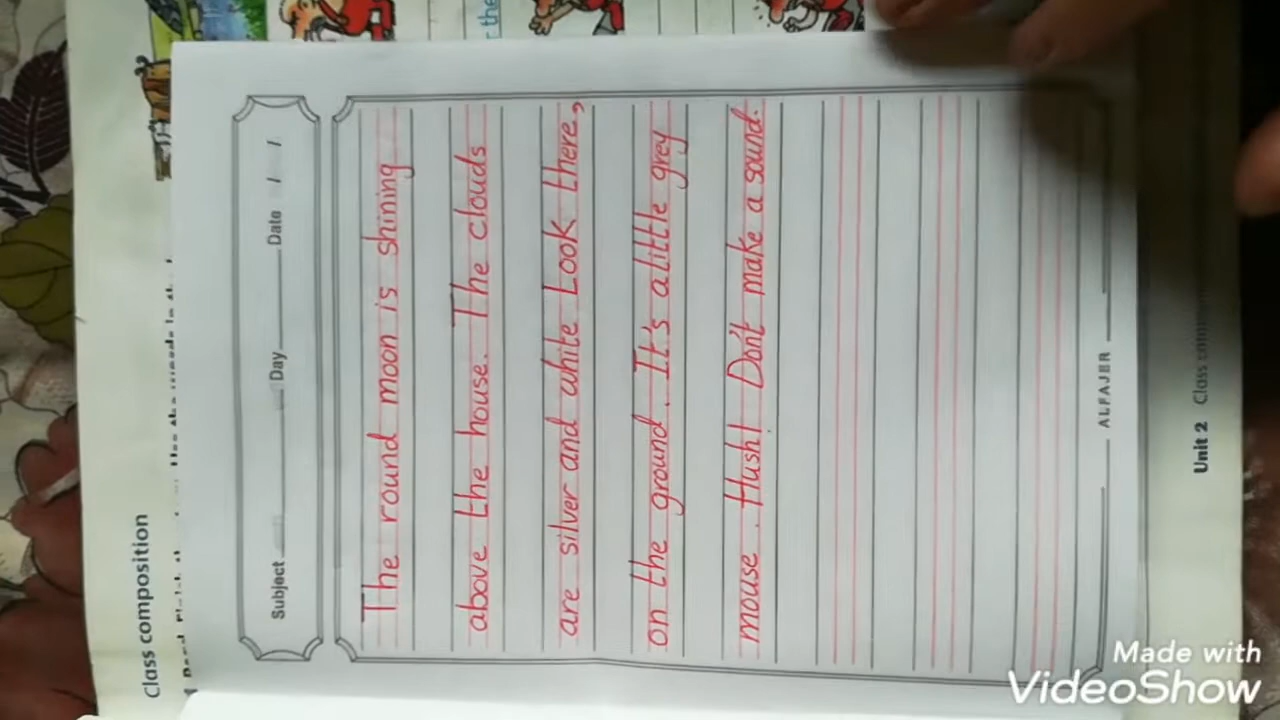 Class composition
Subject Day Date / /
The round moon is shining
above the house. The clouds
are silver and white Look there,
on the ground. It's a little grey
mouse. Hush! Don't make a sound.
ALFAJER
Unit 2 Class
r the
Made with
VideoShow